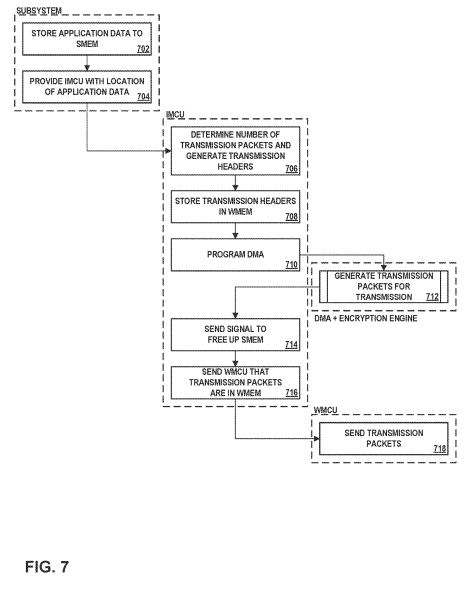 SUBSYSTEM
STORE APPLICATION DATA TO
SMEM
702
PROVIDE IMCU WITH LOCATION
OF APPLICATION DATA
704
IMCU
DETERMINE NUMBER OF
TRANSMISSION PACKETS AND
GENERATE TRANSMISSION
HEADERS
706
STORE TRANSMISSION HEADERS
IN WMEM
708
PROGRAM DMA
710
GENERATE TRANSMISSION
PACKETS FOR
TRANSMISSION
712
DMA + ENCRYPTION ENGINE
SEND SIGNAL TO
FREE UP SMEM
714
SEND WMCU THAT
TRANSMISSION PACKETS
ARE IN WMEM
716
WMCU
SEND TRANSMISSION
PACKETS
718
FIG. 7